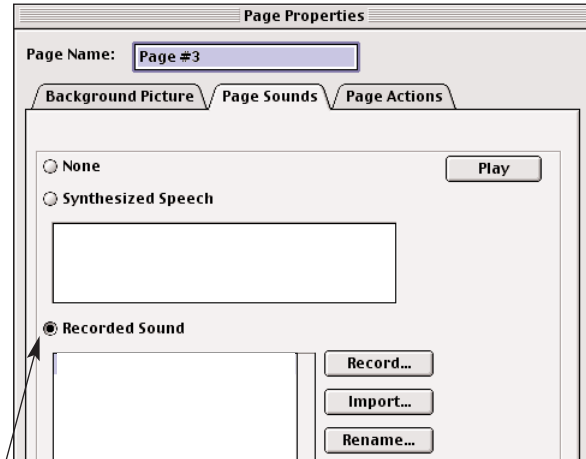 Page Properties
Page Name: Page #3
Background Picture Page Sounds Page Actions
None Play
Synthesized Speech
Recorded Sound
Record...
Import...
Rename...